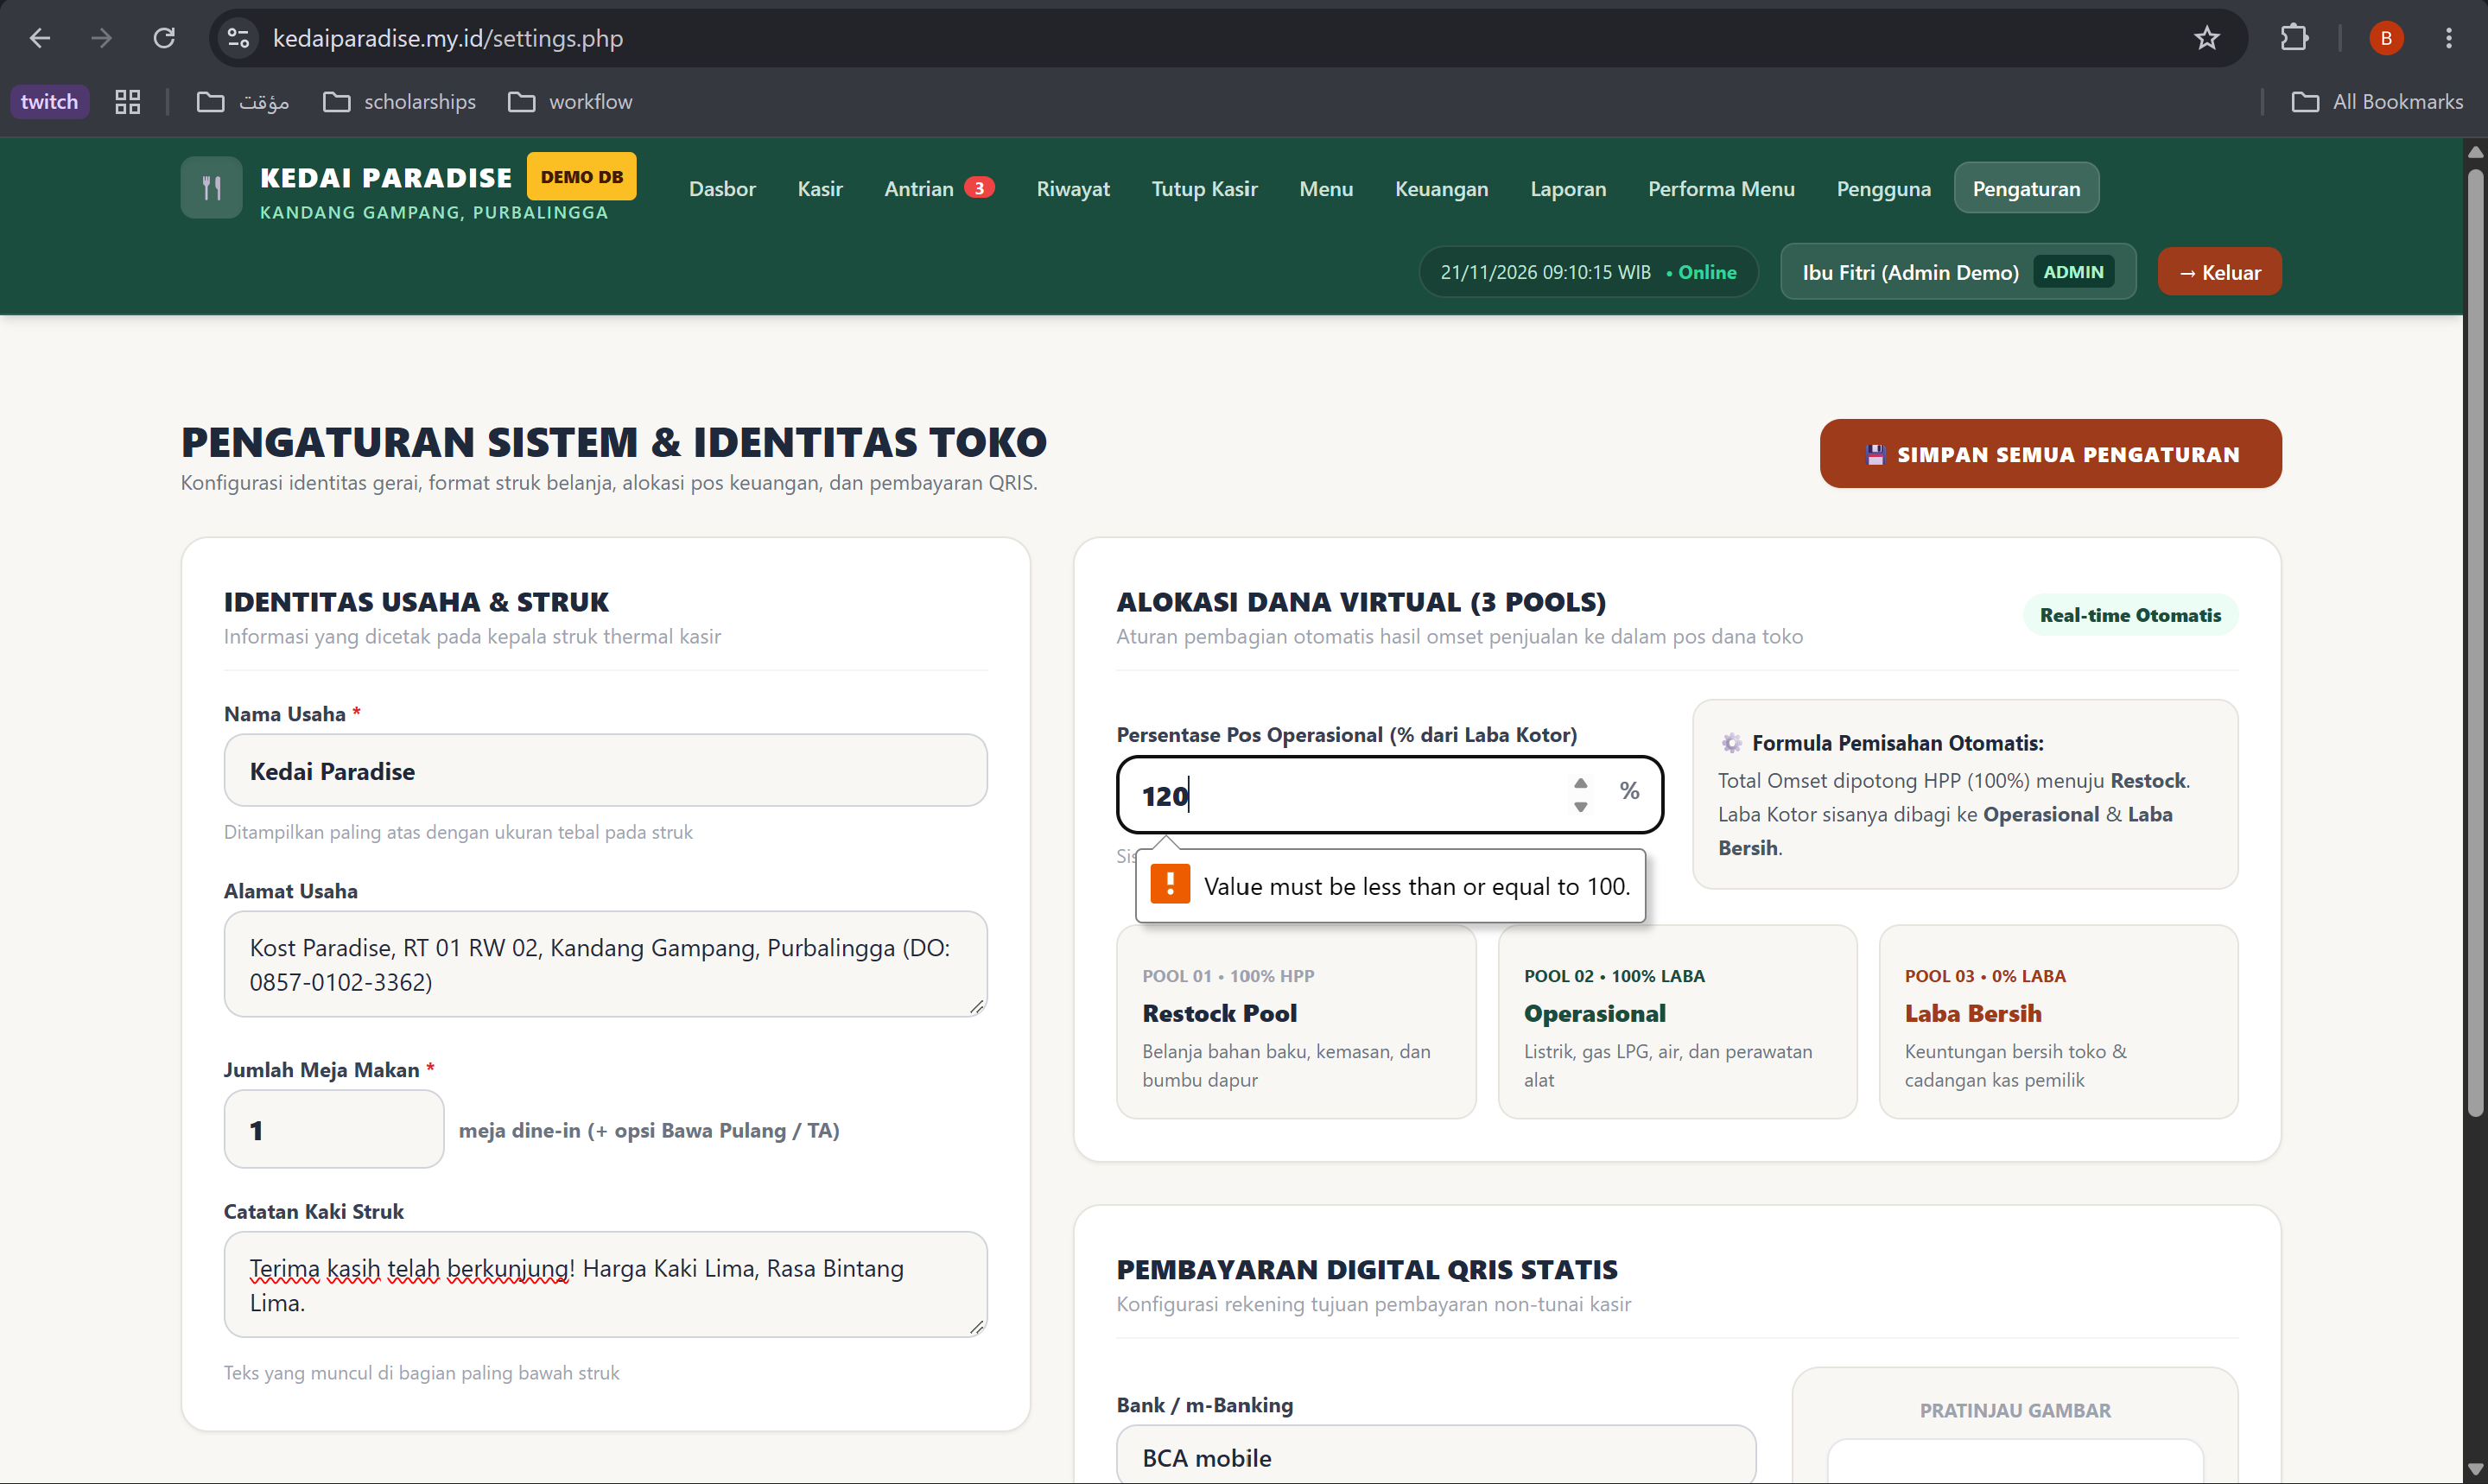 kedaiparadise.my.id/settings.php
B
twitch
مؤقت
scholarships
workflow
All Bookmarks
KEDAI PARADISE
DEMO DB
KANDANG GAMPANG, PURBALINGGA
Dasbor
Kasir
Antrian 3
Riwayat
Tutup Kasir
Menu
Keuangan
Laporan
Performa Menu
Pengguna
Pengaturan
21/11/2026 09:10:15 WIB • Online
Ibu Fitri (Admin Demo) ADMIN
→ Keluar
PENGATURAN SISTEM & IDENTITAS TOKO
Konfigurasi identitas gerai, format struk belanja, alokasi pos keuangan, dan pembayaran QRIS.
SIMPAN SEMUA PENGATURAN
IDENTITAS USAHA & STRUK
Informasi yang dicetak pada kepala struk thermal kasir
Nama Usaha *
Kedai Paradise
Ditampilkan paling atas dengan ukuran tebal pada struk
Alamat Usaha
Kost Paradise, RT 01 RW 02, Kandang Gampang, Purbalingga (DO:
0857-0102-3362)
Jumlah Meja Makan *
1
meja dine-in (+ opsi Bawa Pulang / TA)
Catatan Kaki Struk
Terima kasih telah berkunjung! Harga Kaki Lima, Rasa Bintang
Lima.
Teks yang muncul di bagian paling bawah struk
ALOKASI DANA VIRTUAL (3 POOLS)
Aturan pembagian otomatis hasil omset penjualan ke dalam pos dana toko
Real-time Otomatis
Persentase Pos Operasional (% dari Laba Kotor)
120
%
Value must be less than or equal to 100.
Formula Pemisahan Otomatis:
Total Omset dipotong HPP (100%) menuju Restock.
Laba Kotor sisanya dibagi ke Operasional & Laba
Bersih.
POOL 01 • 100% HPP
Restock Pool
Belanja bahan baku, kemasan, dan
bumbu dapur
POOL 02 • 100% LABA
Operasional
Listrik, gas LPG, air, dan perawatan
alat
POOL 03 • 0% LABA
Laba Bersih
Keuntungan bersih toko &
cadangan kas pemilik
PEMBAYARAN DIGITAL QRIS STATIS
Konfigurasi rekening tujuan pembayaran non-tunai kasir
Bank / m-Banking
BCA mobile
PRATINJAU GAMBAR